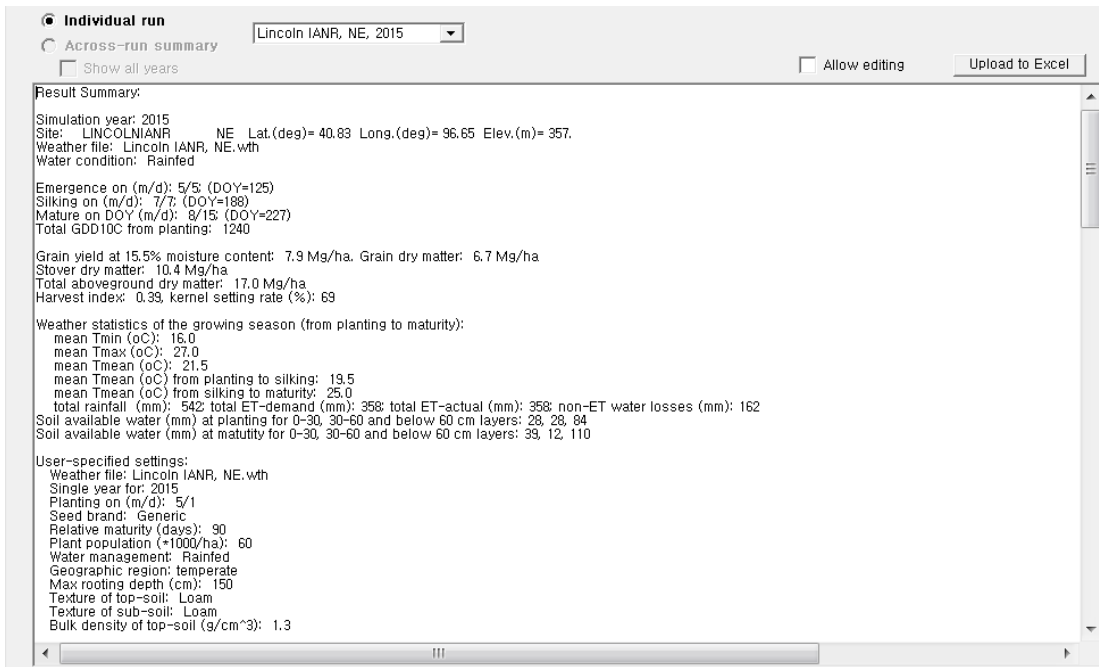 Individual run
Lincoln IANR, NE, 2015
Across-run summary
Show all years
Allow editing
Upload to Excel
Result Summary:
Simulation year: 2015
Site: LINCOLNIANR NE Lat.(deg)= 40.83 Long.(deg)= 96.65 Elev.(m)= 357.
Weather file: Lincoln IANR, NE.wth
Water condition: Rainfed
Emergence on (m/d): 5/5; (DOY=125)
Silking on (m/d): 7/7; (DOY=188)
Mature on DOY (m/d): 8/15; (DOY=227)
Total GDD10C from planting: 1240
Grain yield at 15.5% moisture content: 7.9 Mg/ha. Grain dry matter: 6.7 Mg/ha
Stover dry matter: 10.4 Mg/ha
Total aboveground dry matter: 17.0 Mg/ha
Harvest index: 0.39, kernel setting rate (%): 69
Weather statistics of the growing season (from planting to maturity):
mean Tmin (oC): 16.0
mean Tmax (oC): 27.0
mean Tmean (oC): 21.5
mean Tmean (oC) from planting to silking: 19.5
mean Tmean (oC) from silking to maturity: 25.0
total rainfall (mm): 542; total ET-demand (mm): 358; total ET-actual (mm): 358; non-ET water losses (mm): 162
Soil available water (mm) at planting for 0-30, 30-60 and below 60 cm layers: 28, 28, 84
Soil available water (mm) at matutity for 0-30, 30-60 and below 60 cm layers: 39, 12, 110
User-specified settings:
Weather file: Lincoln IANR, NE.wth
Single year for: 2015
Planting on (m/d): 5/1
Seed brand: Generic
Relative maturity (days): 90
Plant population (*1000/ha): 60
Water management: Rainfed
Geographic region: temperate
Max rooting depth (cm): 150
Texture of top-soil: Loam
Texture of sub-soil: Loam
Bulk density of top-soil (g/cm^3): 1.3